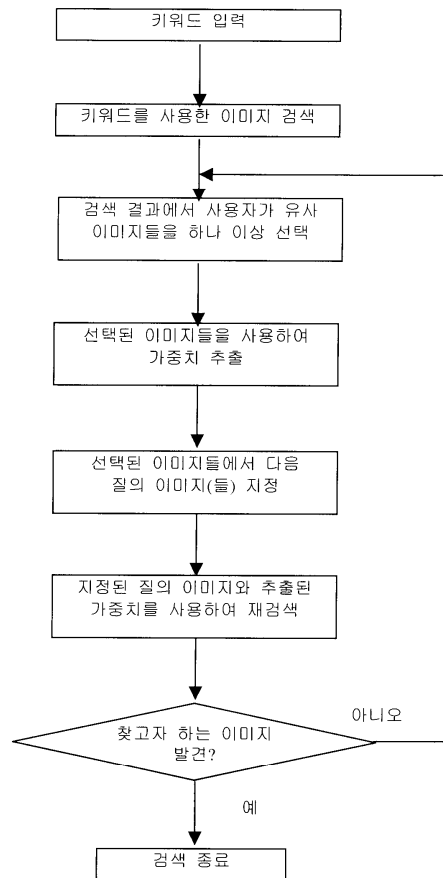 키워드 입력
키워드를 사용한 이미지 검색
검색 결과에서 사용자가 유사
이미지들을 하나 이상 선택
선택된 이미지들을 사용하여
가중치 추출
선택된 이미지들에서 다음
질의 이미지(들) 지정
지정된 질의 이미지와 추출된
가중치를 사용하여 재검색
찾고자 하는 이미지
발견?
아니오
예
검색 종료